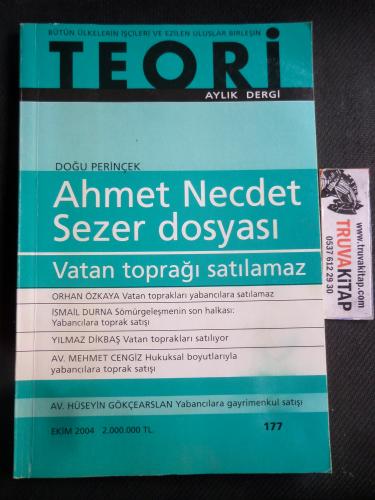 BÜTÜN ÜLKELERİN İŞÇİLERİ VE EZİLEN ULUSLAR BİRLEŞİN
TEORİ
AYLIK DERGİ
DOĞU PERİNÇEK
Ahmet Necdet
Sezer dosyası
Vatan toprağı satılamaz
ORHAN ÖZKAYA Vatan toprakları yabancılara satılamaz
İSMAİL DURNA Sömürgeleşmenin son halkası:
Yabancılara toprak satışı
YILMAZ DİKBAŞ Vatan toprakları satılıyor
AV. MEHMET CENGİZ Hukuksal boyutlarıyla
yabancılara toprak satışı
AV. HÜSEYİN GÖKÇEARSLAN Yabancılara gayrimenkul satışı
EKİM 2004 2.000.000 TL.
177
www.truvakitap.com
TRUVAKİTAP
0537 612 29 30